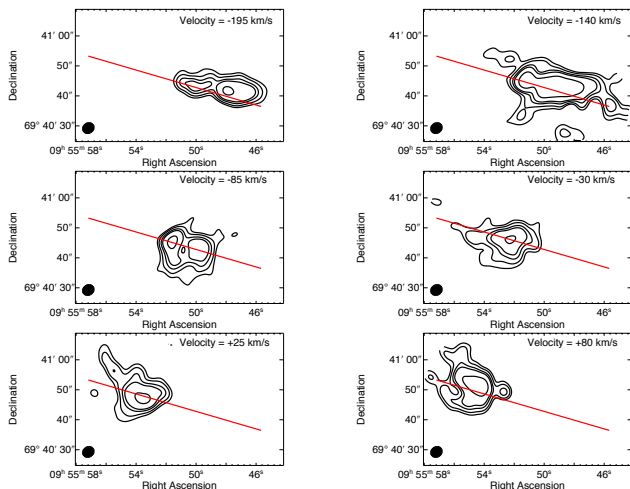 Velocity = -195 km/s
41′ 00″
50″
40″
69° 40′ 30″
Declination
09ʰ 55ᵐ 58ˢ 54ˢ 50ˢ 46ˢ
Right Ascension
Velocity = -140 km/s
41′ 00″
50″
40″
69° 40′ 30″
Declination
09ʰ 55ᵐ 58ˢ 54ˢ 50ˢ 46ˢ
Right Ascension
Velocity = -85 km/s
41′ 00″
50″
40″
69° 40′ 30″
Declination
09ʰ 55ᵐ 58ˢ 54ˢ 50ˢ 46ˢ
Right Ascension
Velocity = -30 km/s
41′ 00″
50″
40″
69° 40′ 30″
Declination
09ʰ 55ᵐ 58ˢ 54ˢ 50ˢ 46ˢ
Right Ascension
Velocity = +25 km/s
41′ 00″
50″
40″
69° 40′ 30″
Declination
09ʰ 55ᵐ 58ˢ 54ˢ 50ˢ 46ˢ
Right Ascension
Velocity = +80 km/s
41′ 00″
50″
40″
69° 40′ 30″
Declination
09ʰ 55ᵐ 58ˢ 54ˢ 50ˢ 46ˢ
Right Ascension